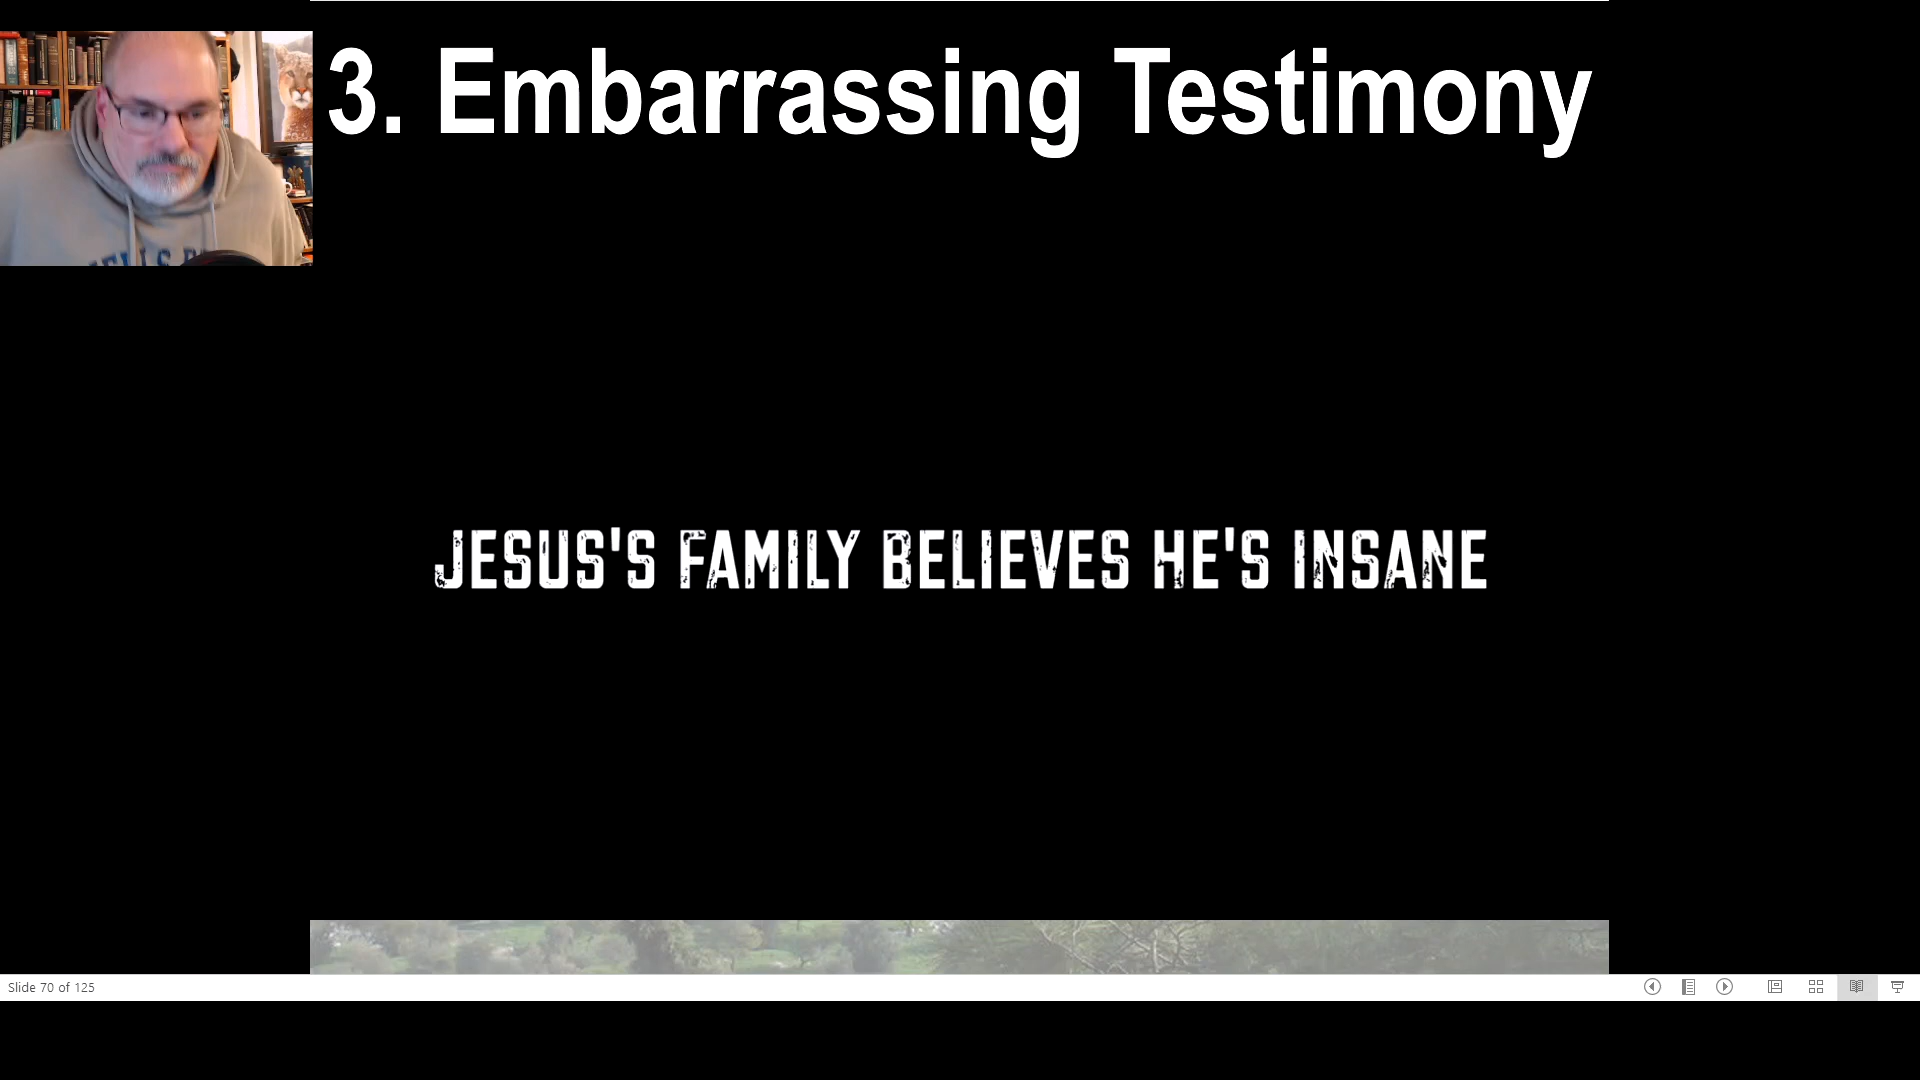 3. Embarrassing Testimony
JESUS'S FAMILY BELIEVES HE'S INSANE
Slide 70 of 125